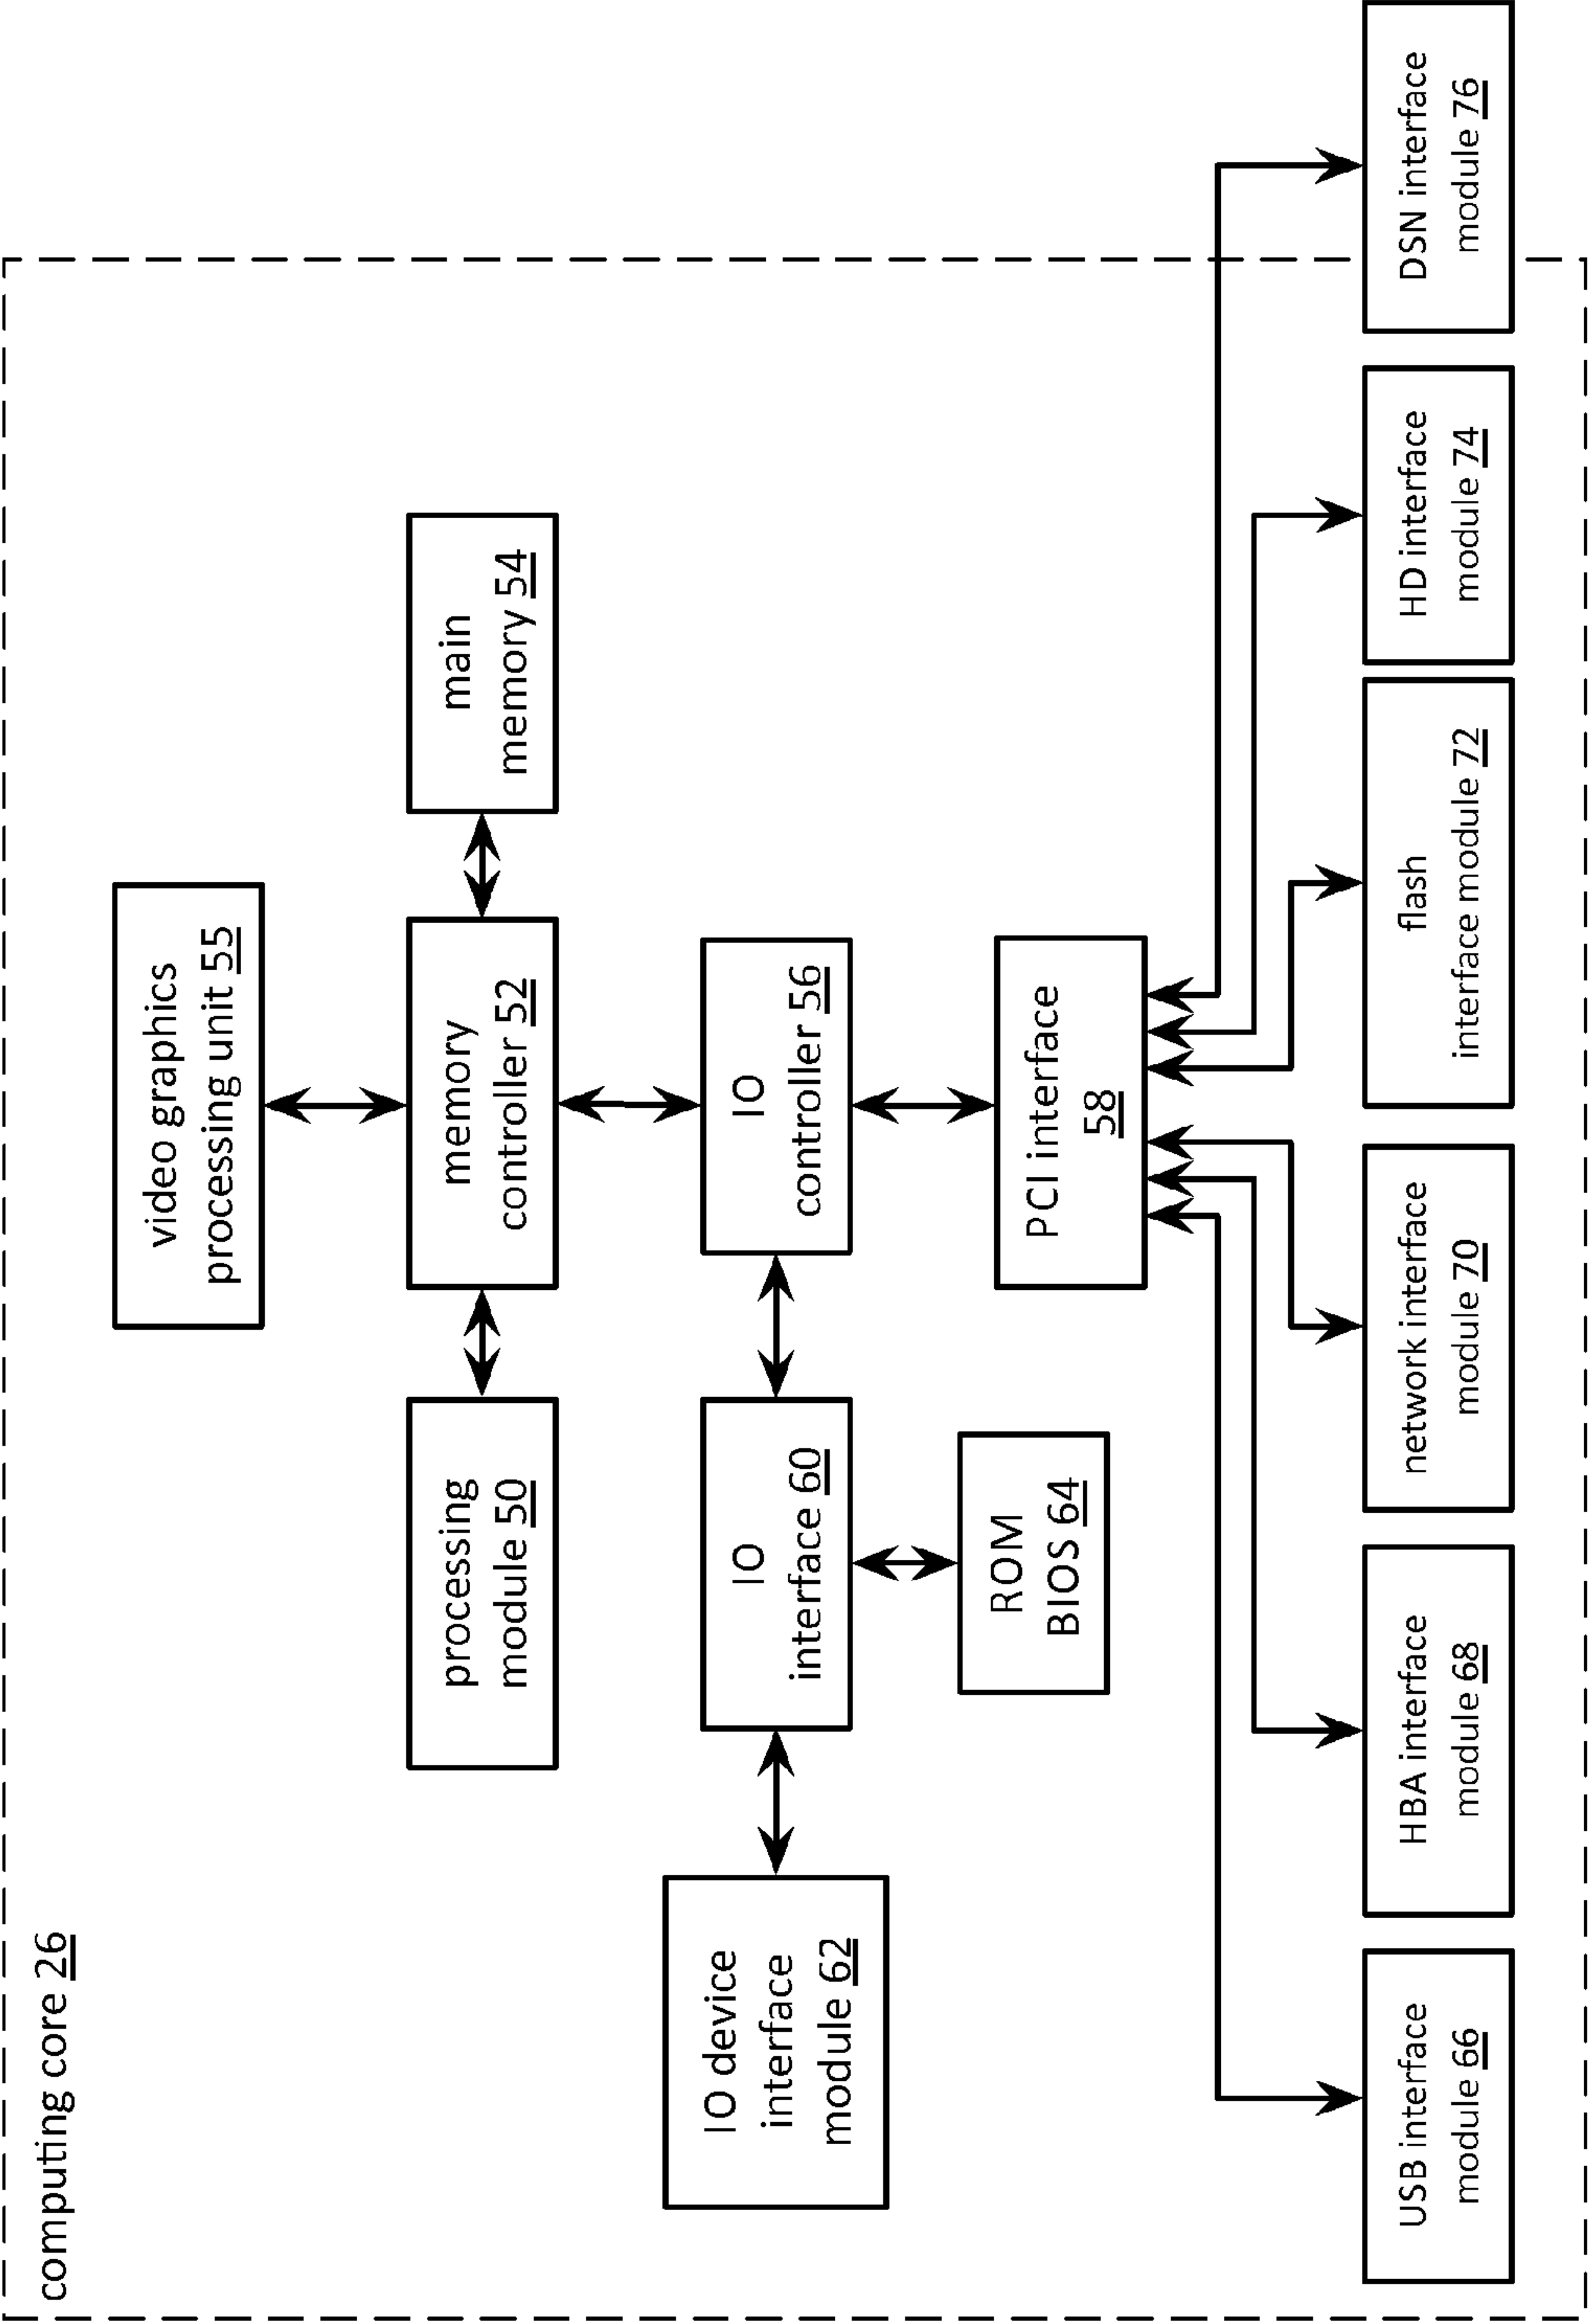 computing core 26
video graphics
processing unit 55
processing
module 50
memory
controller 52
main
memory 54
IO device
interface
module 62
IO
interface 60
IO
controller 56
ROM
BIOS 64
PCI interface
58
USB interface
module 66
HBA interface
module 68
network interface
module 70
flash
interface module 72
HD interface
module 74
DSN interface
module 76